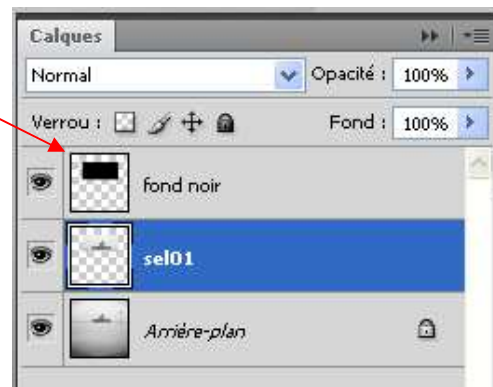 Calques
Normal Opacité : 100%
Verrou : Fond : 100%
fond noir
sel01
Arrière-plan